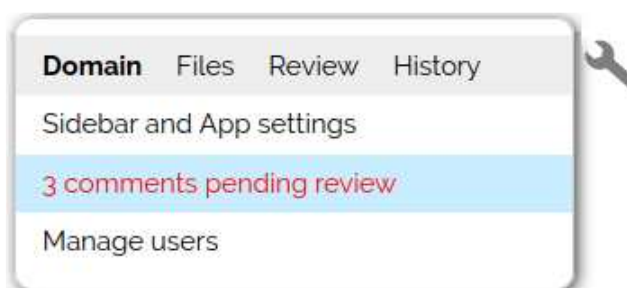 Domain Files Review History
Sidebar and App settings
3 comments pending review
Manage users